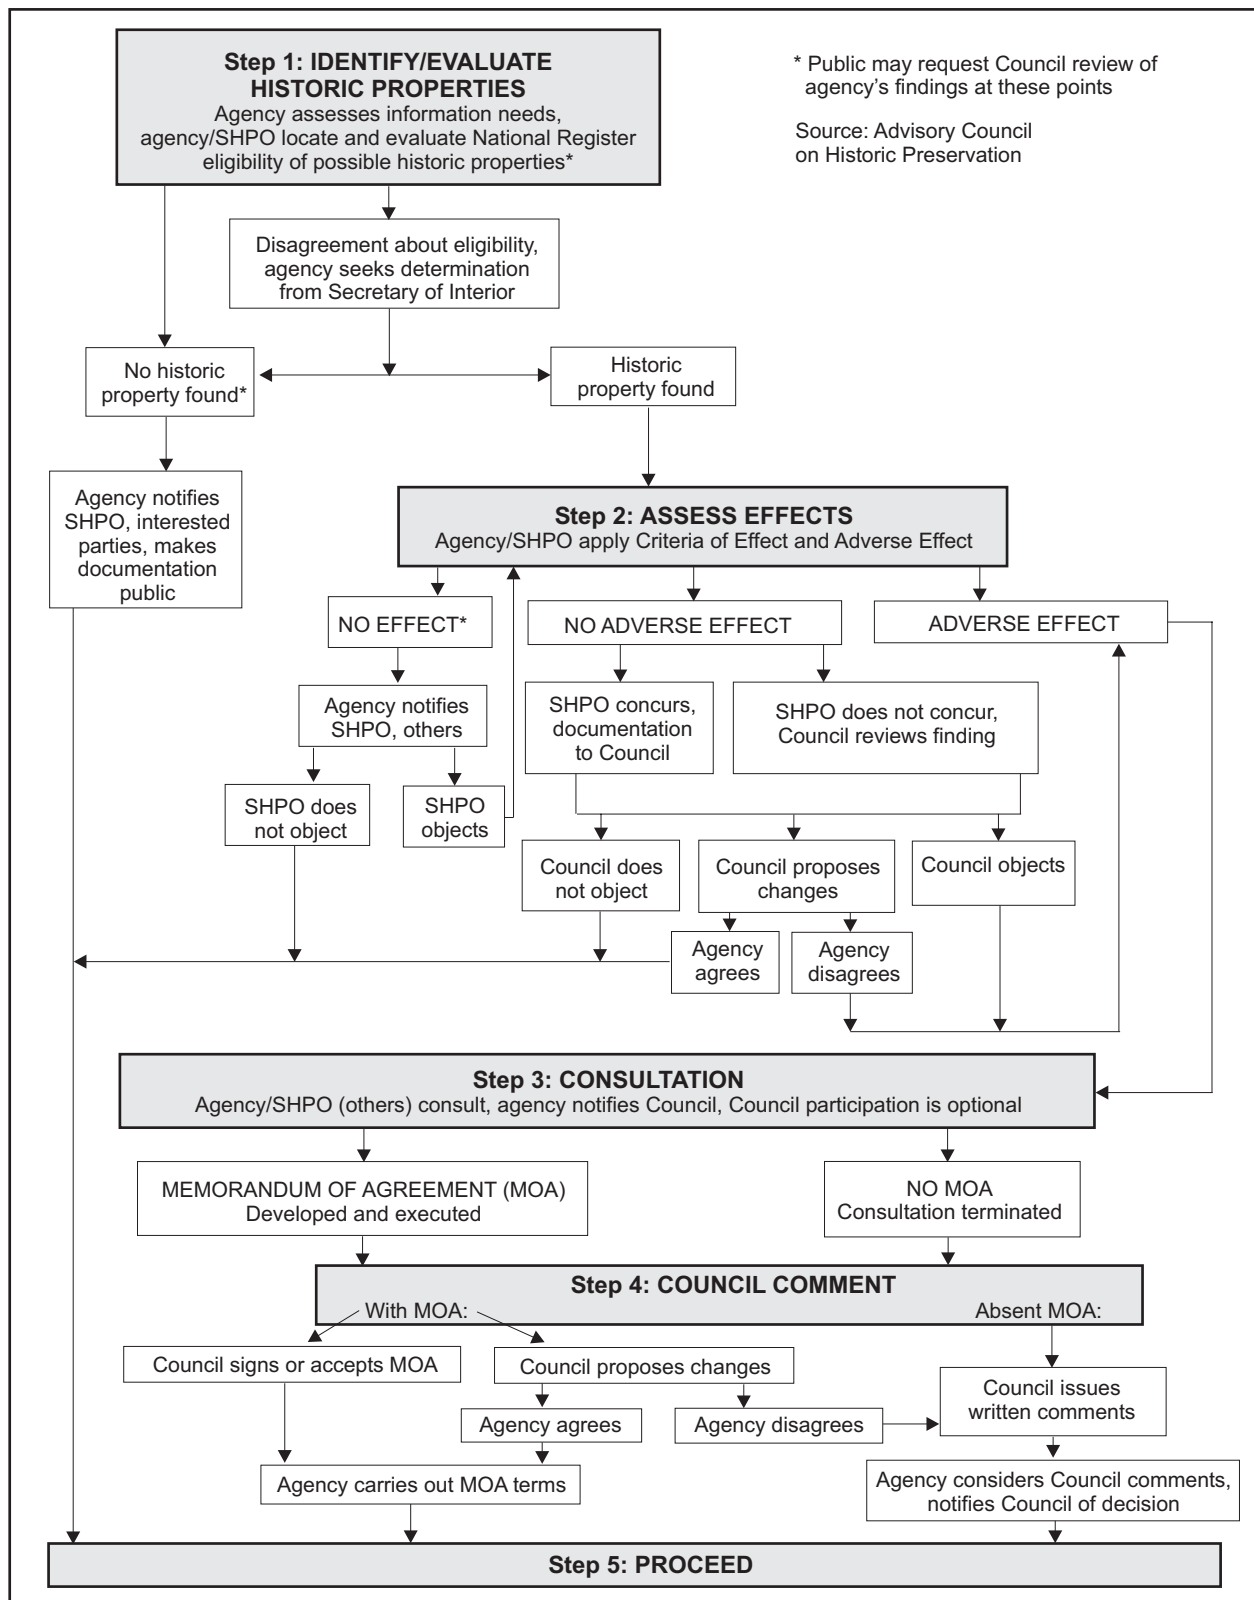 Step 1: IDENTIFY/EVALUATE
HISTORIC PROPERTIES
Agency assesses information needs,
agency/SHPO locate and evaluate National Register
eligibility of possible historic properties*
* Public may request Council review of
agency's findings at these points
Source: Advisory Council
on Historic Preservation
Disagreement about eligibility,
agency seeks determination
from Secretary of Interior
No historic
property found*
Historic
property found
Agency notifies
SHPO, interested
parties, makes
documentation
public
Step 2: ASSESS EFFECTS
Agency/SHPO apply Criteria of Effect and Adverse Effect
NO EFFECT*
NO ADVERSE EFFECT
ADVERSE EFFECT
Agency notifies
SHPO, others
SHPO concurs,
documentation
to Council
SHPO does not concur,
Council reviews finding
SHPO does
not object
SHPO
objects
Council does
not object
Council proposes
changes
Council objects
Agency
agrees
Agency
disagrees
Step 3: CONSULTATION
Agency/SHPO (others) consult, agency notifies Council, Council participation is optional
MEMORANDUM OF AGREEMENT (MOA)
Developed and executed
NO MOA
Consultation terminated
Step 4: COUNCIL COMMENT
With MOA:
Absent MOA:
Council signs or accepts MOA
Council proposes changes
Council issues
written comments
Agency agrees
Agency disagrees
Agency carries out MOA terms
Agency considers Council comments,
notifies Council of decision
Step 5: PROCEED